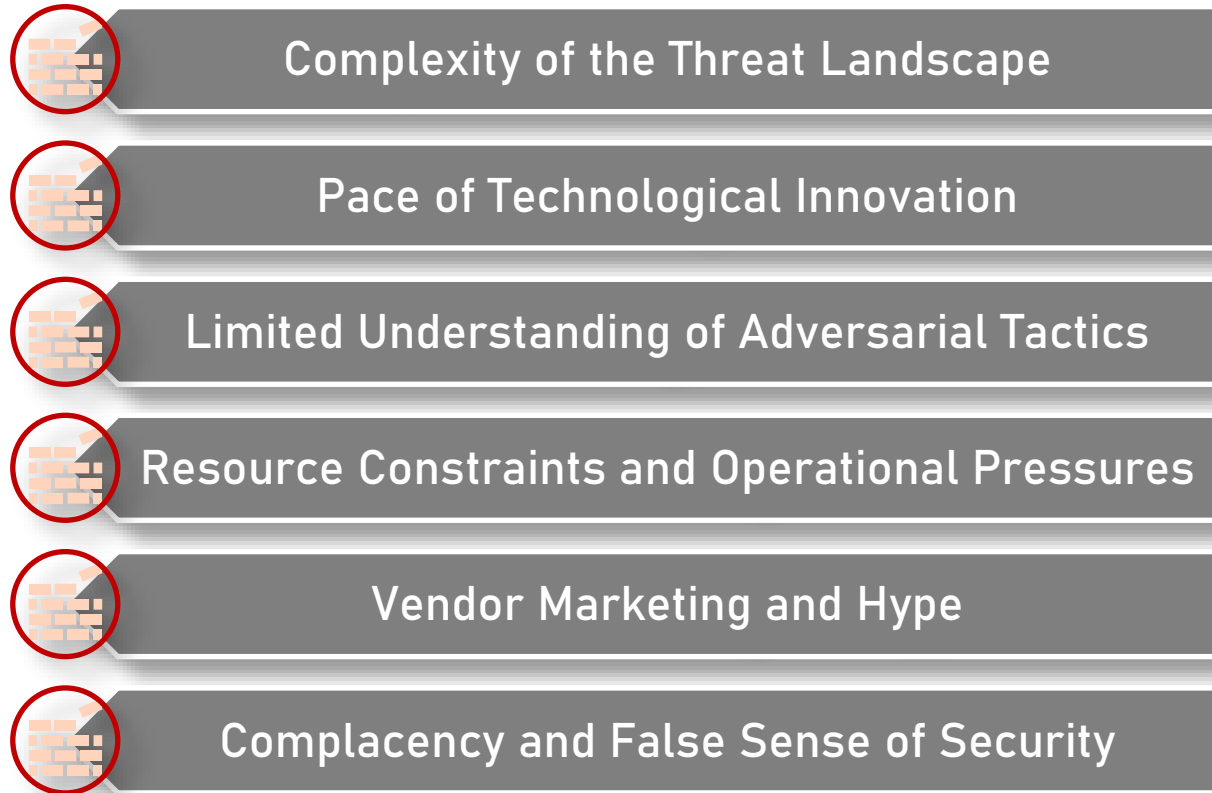 Complexity of the Threat Landscape
Pace of Technological Innovation
Limited Understanding of Adversarial Tactics
Resource Constraints and Operational Pressures
Vendor Marketing and Hype
Complacency and False Sense of Security